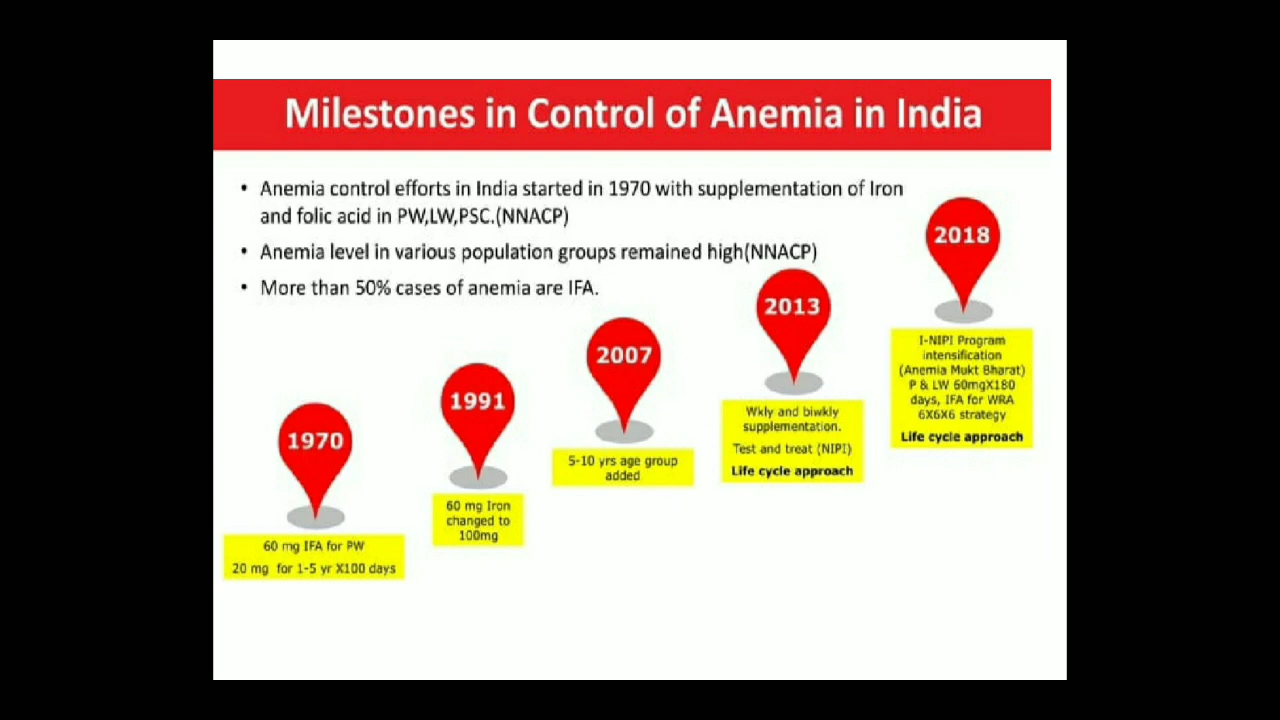 Milestones in Control of Anemia in India
• Anemia control efforts in India started in 1970 with supplementation of Iron
and folic acid in PW,LW,PSC.(NNACP)
• Anemia level in various population groups remained high(NNACP)
• More than 50% cases of anemia are IFA.
1970
60 mg IFA for PW
20 mg for 1-5 yr X100 days
1991
60 mg Iron
changed to
100mg
2007
5-10 yrs age group
added
2013
Wkly and biwkly
supplementation.
Test and treat (NIPI)
Life cycle approach
2018
I-NIPI Program
intensification
(Anemia Mukt Bharat)
P & LW 60mgX180
days, IFA for WRA
6X6X6 strategy
Life cycle approach